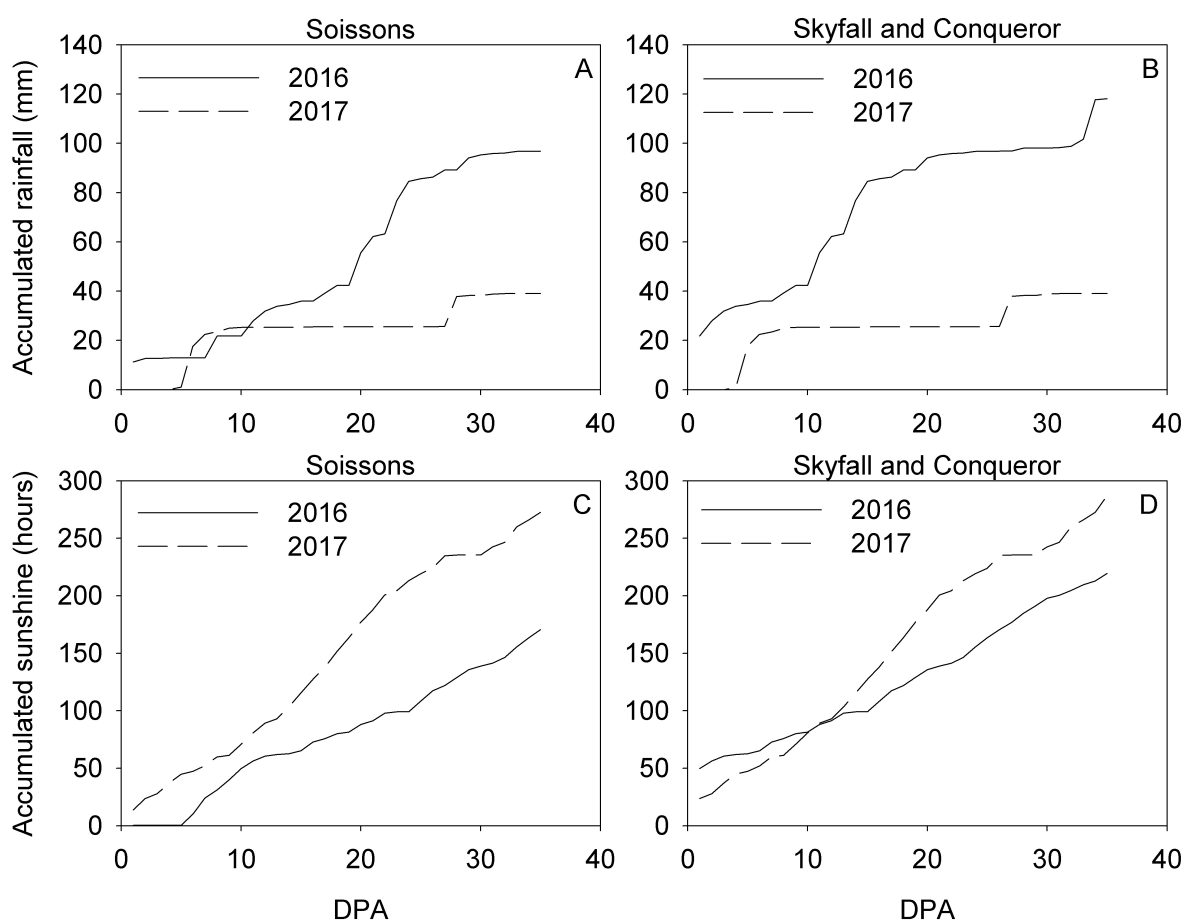 Soissons
Skyfall and Conqueror
Accumulated rainfall (mm)
140
120
100
80
60
40
20
0
2016
2017
A
0 10 20 30 40
140
120
100
80
60
40
20
0
2016
2017
B
0 10 20 30 40
Soissons
Skyfall and Conqueror
Accumulated sunshine (hours)
300
250
200
150
100
50
0
2016
2017
C
0 10 20 30 40
DPA
300
250
200
150
100
50
0
2016
2017
D
0 10 20 30 40
DPA